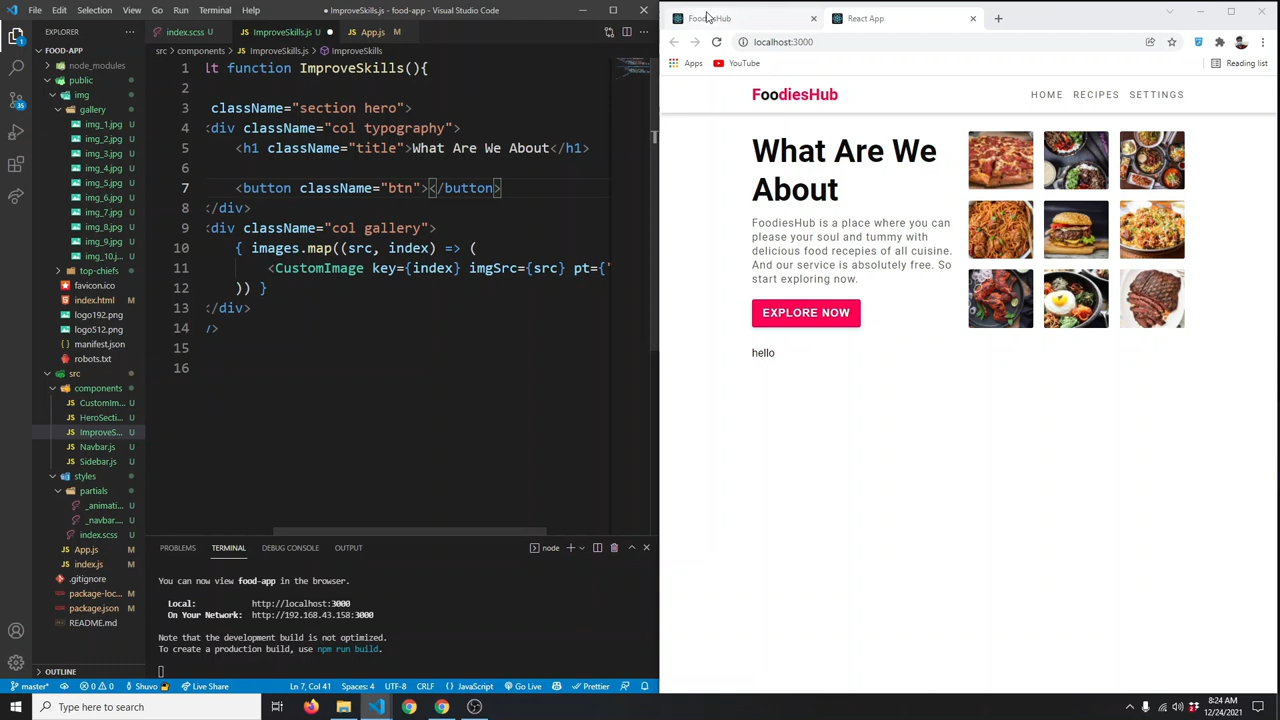 File Edit Selection View Go Run Terminal Help
● ImproveSkills.js - food-app - Visual Studio Code
EXPLORER
FOOD-APP
node_modules
public
img
gallery
img_1.jpg U
img_2.jpg U
img_3.jpg U
img_4.jpg U
img_5.jpg U
img_6.jpg U
img_7.jpg U
img_8.jpg U
img_9.jpg U
img_10.j... U
top-chiefs
favicon.ico
index.html M
logo192.png
logo512.png
manifest.json
robots.txt
src
components
CustomIm... U
HeroSecti... U
ImproveS... U
Navbar.js U
Sidebar.js U
styles
partials
_animati... U
_navbar.... U
index.scss U
App.js M
index.js M
.gitignore
package-loc... M
package.json M
README.md
OUTLINE
index.scss U
ImproveSkills.js U ●
App.js M
src > components > ImproveSkills.js > ImproveSkills
1 lt function ImproveSkills(){
2
3 className="section hero">
4 <div className="col typography">
5 <h1 className="title">What Are We About</h1>
6
7 <button className="btn"></button>
8 </div>
9 <div className="col gallery">
10 { images.map((src, index) => (
11 <CustomImage key={index} imgSrc={src} pt={"
12 )) }
13 </div>
14 />
15
16
PROBLEMS TERMINAL DEBUG CONSOLE OUTPUT
node
You can now view food-app in the browser.
Local: http://localhost:3000
On Your Network: http://192.168.43.158:3000
Note that the development build is not optimized.
To create a production build, use npm run build.
master* 0 0 Shuvo Live Share
Ln 7, Col 41 Spaces: 4 UTF-8 CRLF JavaScript Go Live Prettier
FoodiesHub
React App
localhost:3000
Apps YouTube
Reading list
FoodiesHub
HOME RECIPES SETTINGS
What Are We
About
FoodiesHub is a place where you can
please your soul and tummy with
delicious food recepies of all cuisine.
And our service is absolutely free. So
start exploring now.
EXPLORE NOW
hello
Type here to search
8:24 AM
12/24/2021